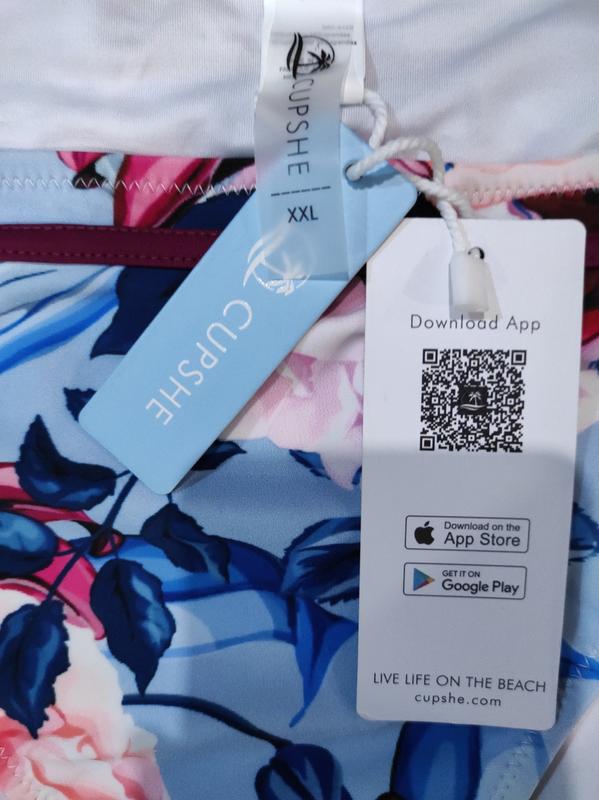 CUPSHE
XXL
CUPSHE
Download App
Download on the
App Store
GET IT ON
Google Play
LIVE LIFE ON THE BEACH
cupshe.com